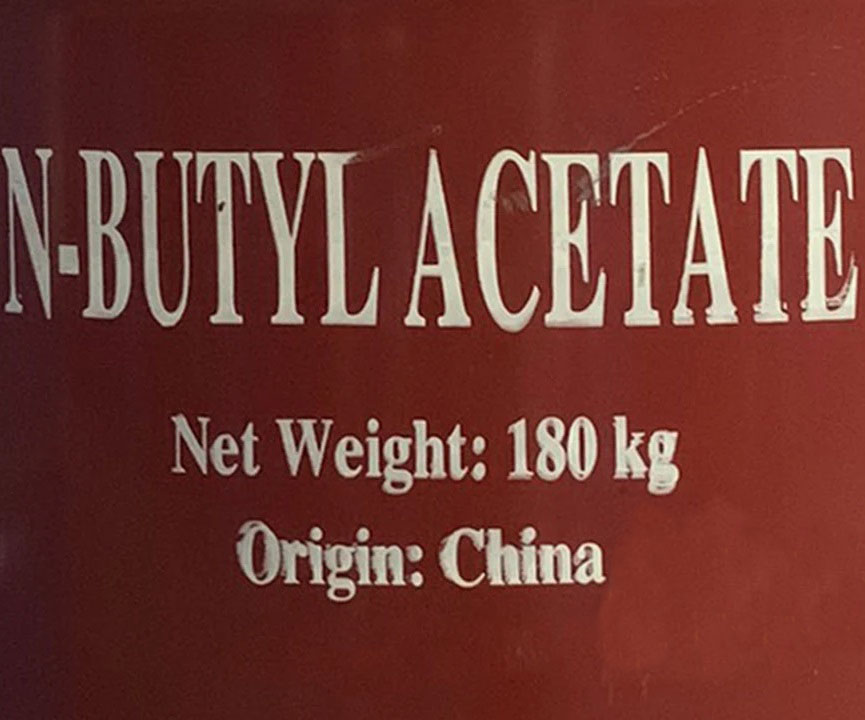 N-BUTYL ACETATE
Net Weight: 180 kg
Origin: China